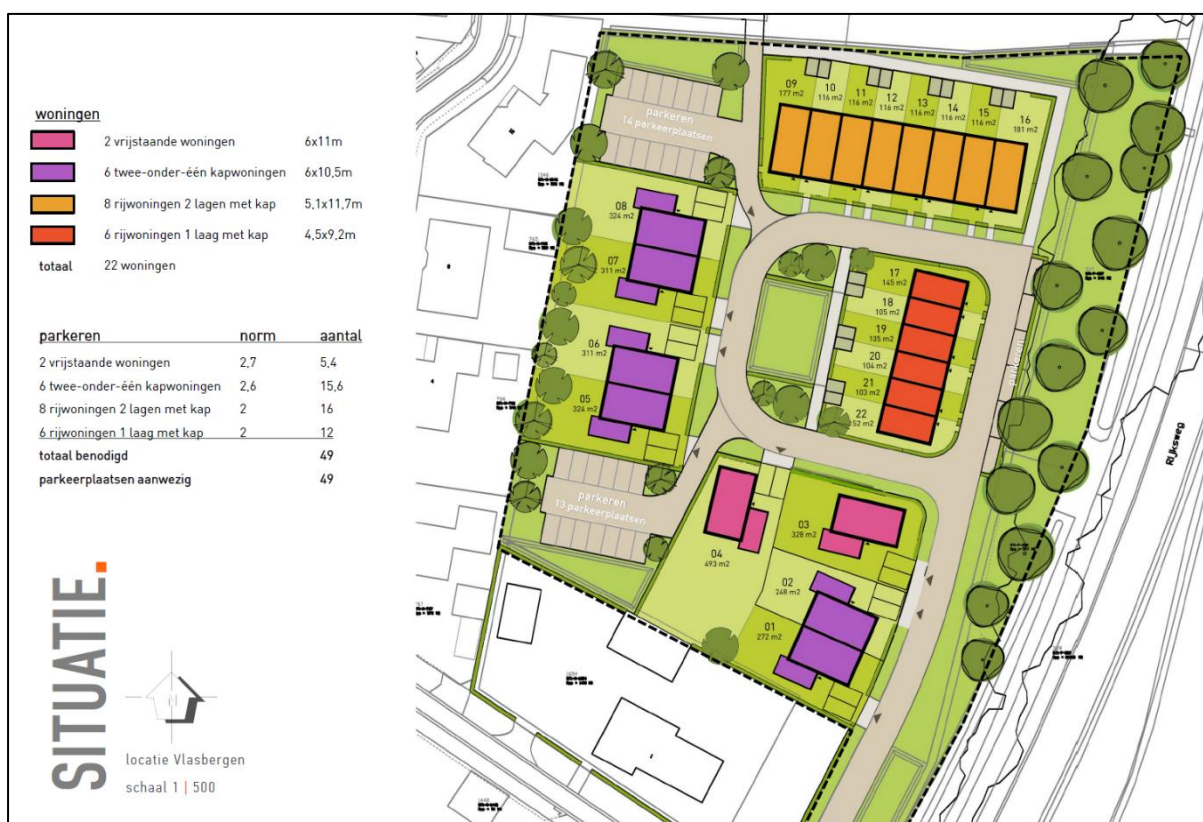 woningen
2 vrijstaande woningen 6x11m
6 twee-onder-één kapwoningen 6x10,5m
8 rijwoningen 2 lagen met kap 5,1x11,7m
6 rijwoningen 1 laag met kap 4,5x9,2m
totaal 22 woningen
parkeren norm aantal
2 vrijstaande woningen 2,7 5,4
6 twee-onder-één kapwoningen 2,6 15,6
8 rijwoningen 2 lagen met kap 2 16
6 rijwoningen 1 laag met kap 2 12
totaal benodigd 49
parkeerplaatsen aanwezig 49
SITUATIE.
N
locatie Vlasbergen
schaal 1 | 500
parkeren
14 parkeerplaatsen
09
177 m2
10
116 m2
11
116 m2
12
116 m2
13
116 m2
14
116 m2
15
116 m2
16
181 m2
08
324 m2
07
311 m2
06
311 m2
05
324 m2
17
145 m2
18
105 m2
19
105 m2
20
104 m2
21
103 m2
22
152 m2
parkeren
Rijksweg
parkeren
13 parkeerplaatsen
04
493 m2
03
328 m2
02
248 m2
01
272 m2